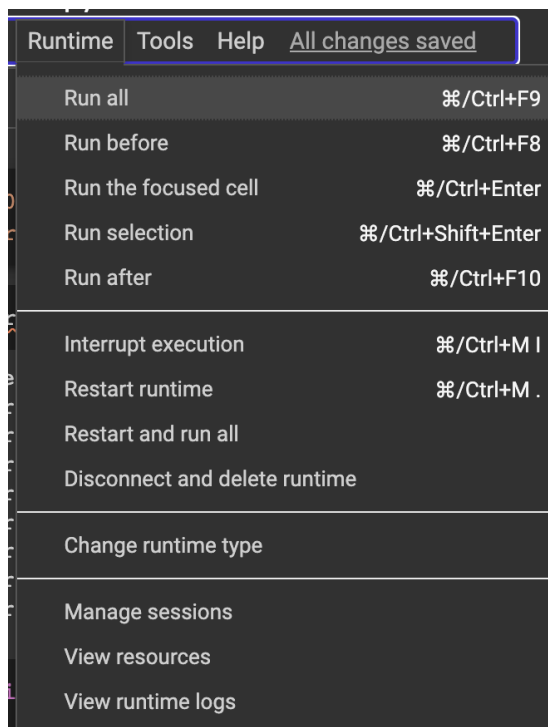 Runtime Tools Help All changes saved
Run all ⌘/Ctrl+F9
Run before ⌘/Ctrl+F8
Run the focused cell ⌘/Ctrl+Enter
Run selection ⌘/Ctrl+Shift+Enter
Run after ⌘/Ctrl+F10
Interrupt execution ⌘/Ctrl+M I
Restart runtime ⌘/Ctrl+M .
Restart and run all
Disconnect and delete runtime
Change runtime type
Manage sessions
View resources
View runtime logs